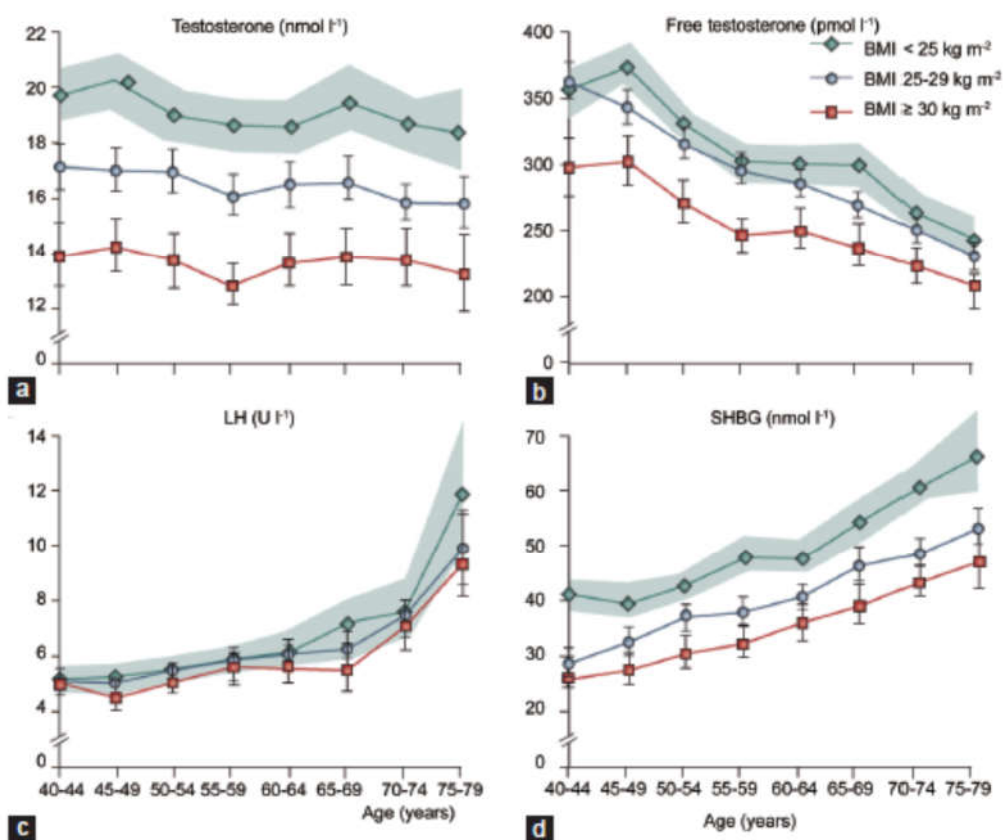 Testosterone (nmol l⁻¹)
22
20
18
16
14
12
0
a
Free testosterone (pmol l⁻¹)
400
350
300
250
200
0
BMI < 25 kg m⁻²
BMI 25-29 kg m⁻²
BMI ≥ 30 kg m⁻²
b
LH (U l⁻¹)
14
12
10
8
6
4
0
40-44 45-49 50-54 55-59 60-64 65-69 70-74 75-79
Age (years)
c
SHBG (nmol l⁻¹)
70
60
50
40
30
20
0
40-44 45-49 50-54 55-59 60-64 65-69 70-74 75-79
Age (years)
d